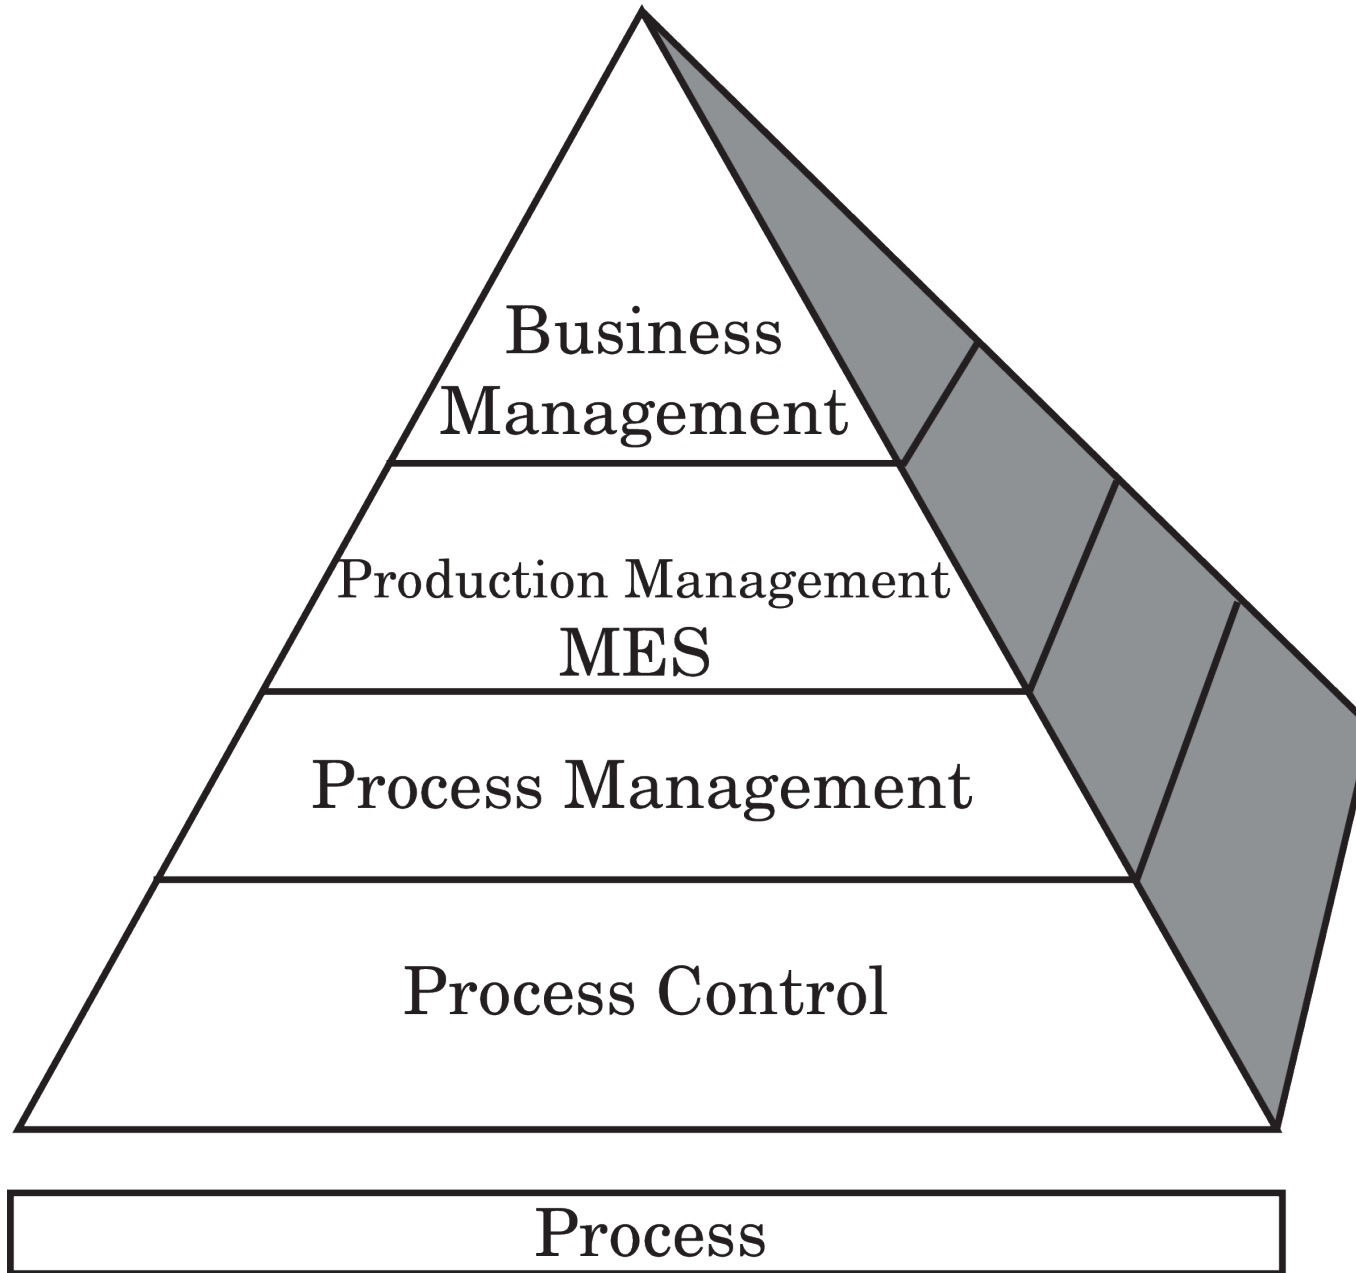 Business
Management
Production Management
MES
Process Management
Process Control
Process